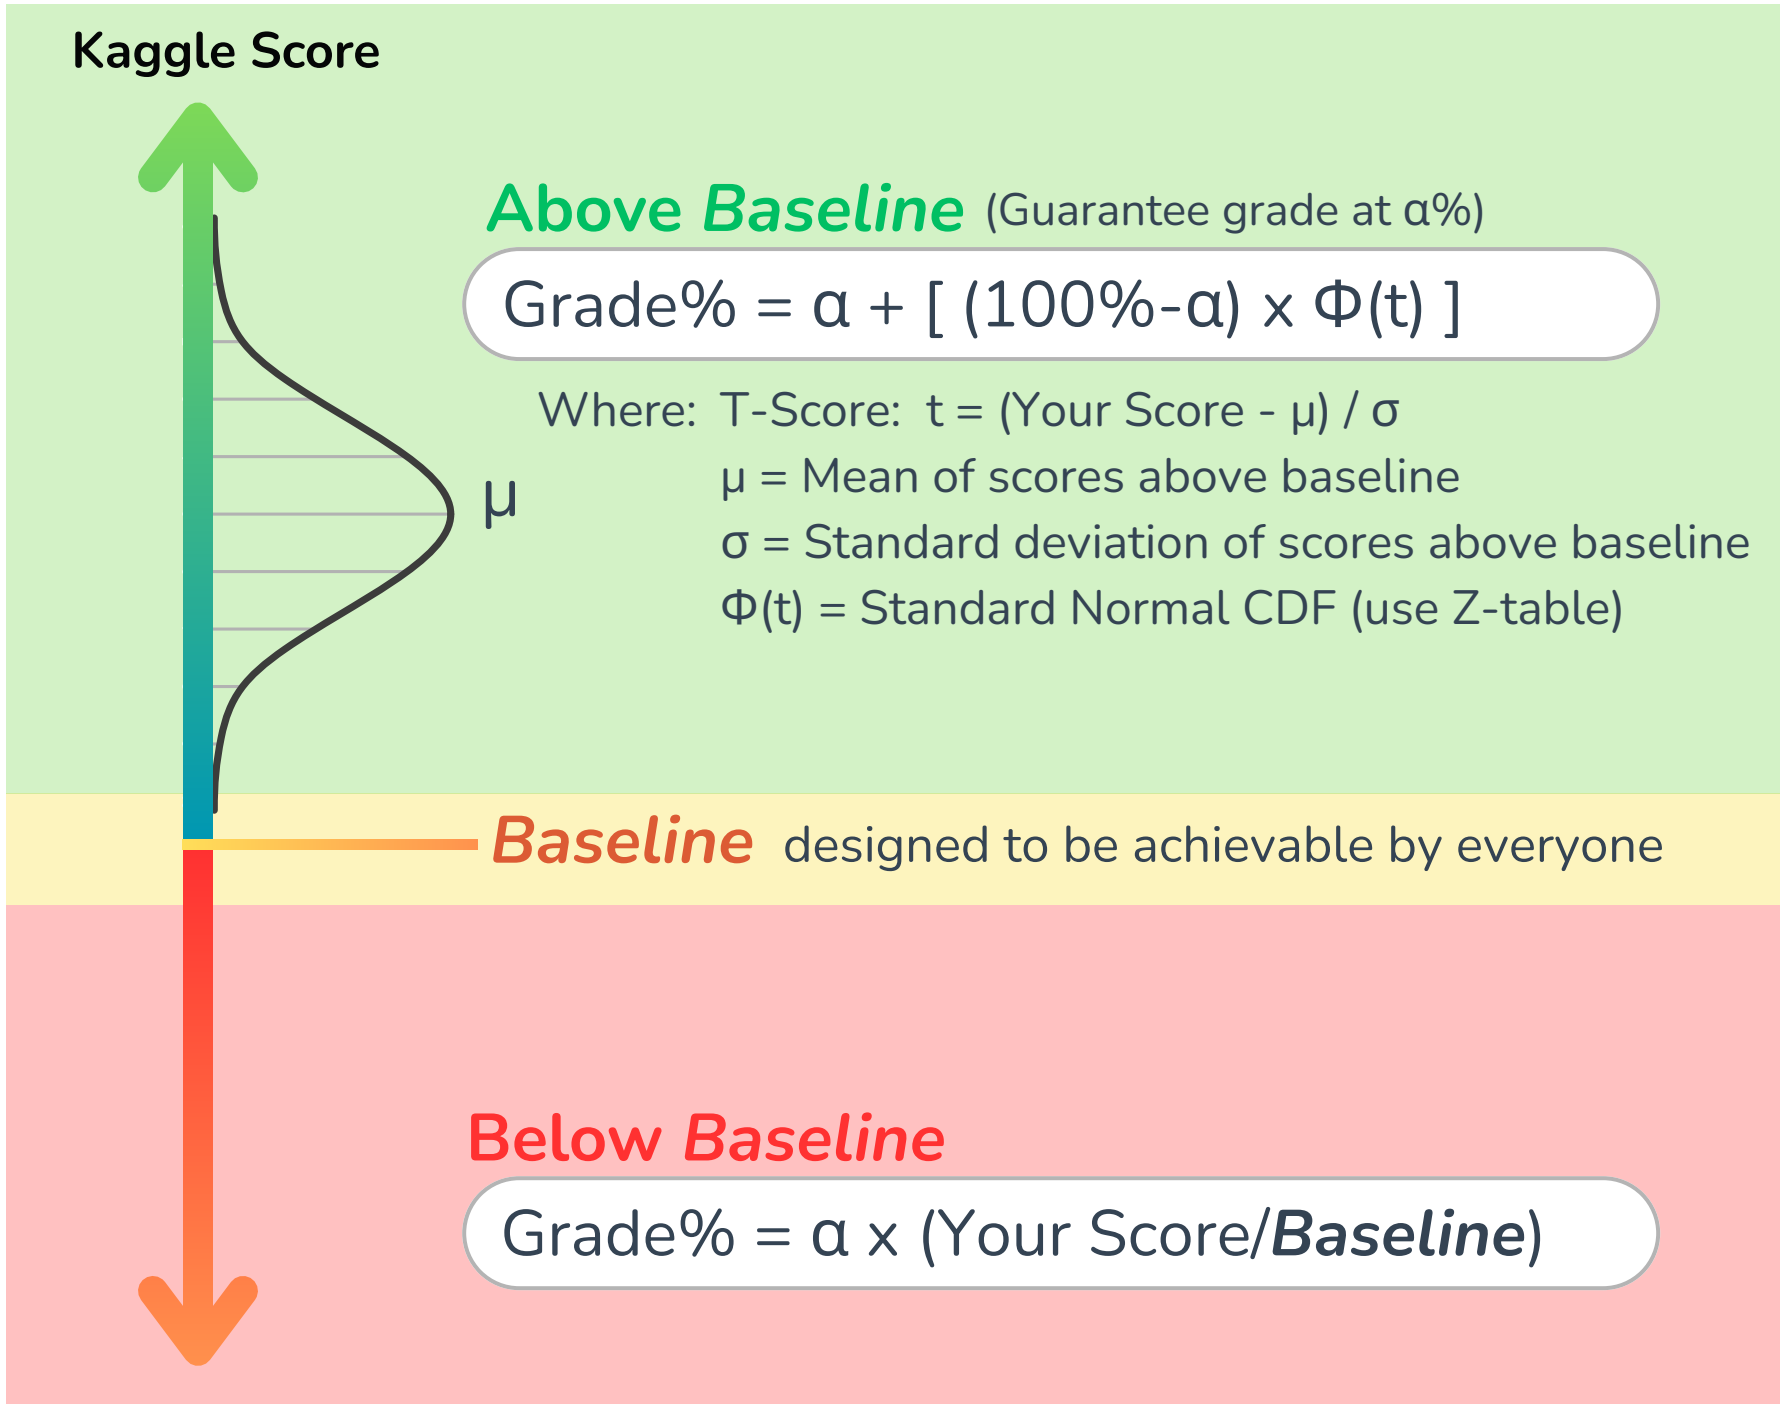 Kaggle Score
Above Baseline (Guarantee grade at α%)
Grade% = α + [ (100%-α) x Φ(t) ]
Where: T-Score: t = (Your Score - μ) / σ
μ = Mean of scores above baseline
μ
σ = Standard deviation of scores above baseline
Φ(t) = Standard Normal CDF (use Z-table)
Baseline designed to be achievable by everyone
Below Baseline
Grade% = α x (Your Score/Baseline)